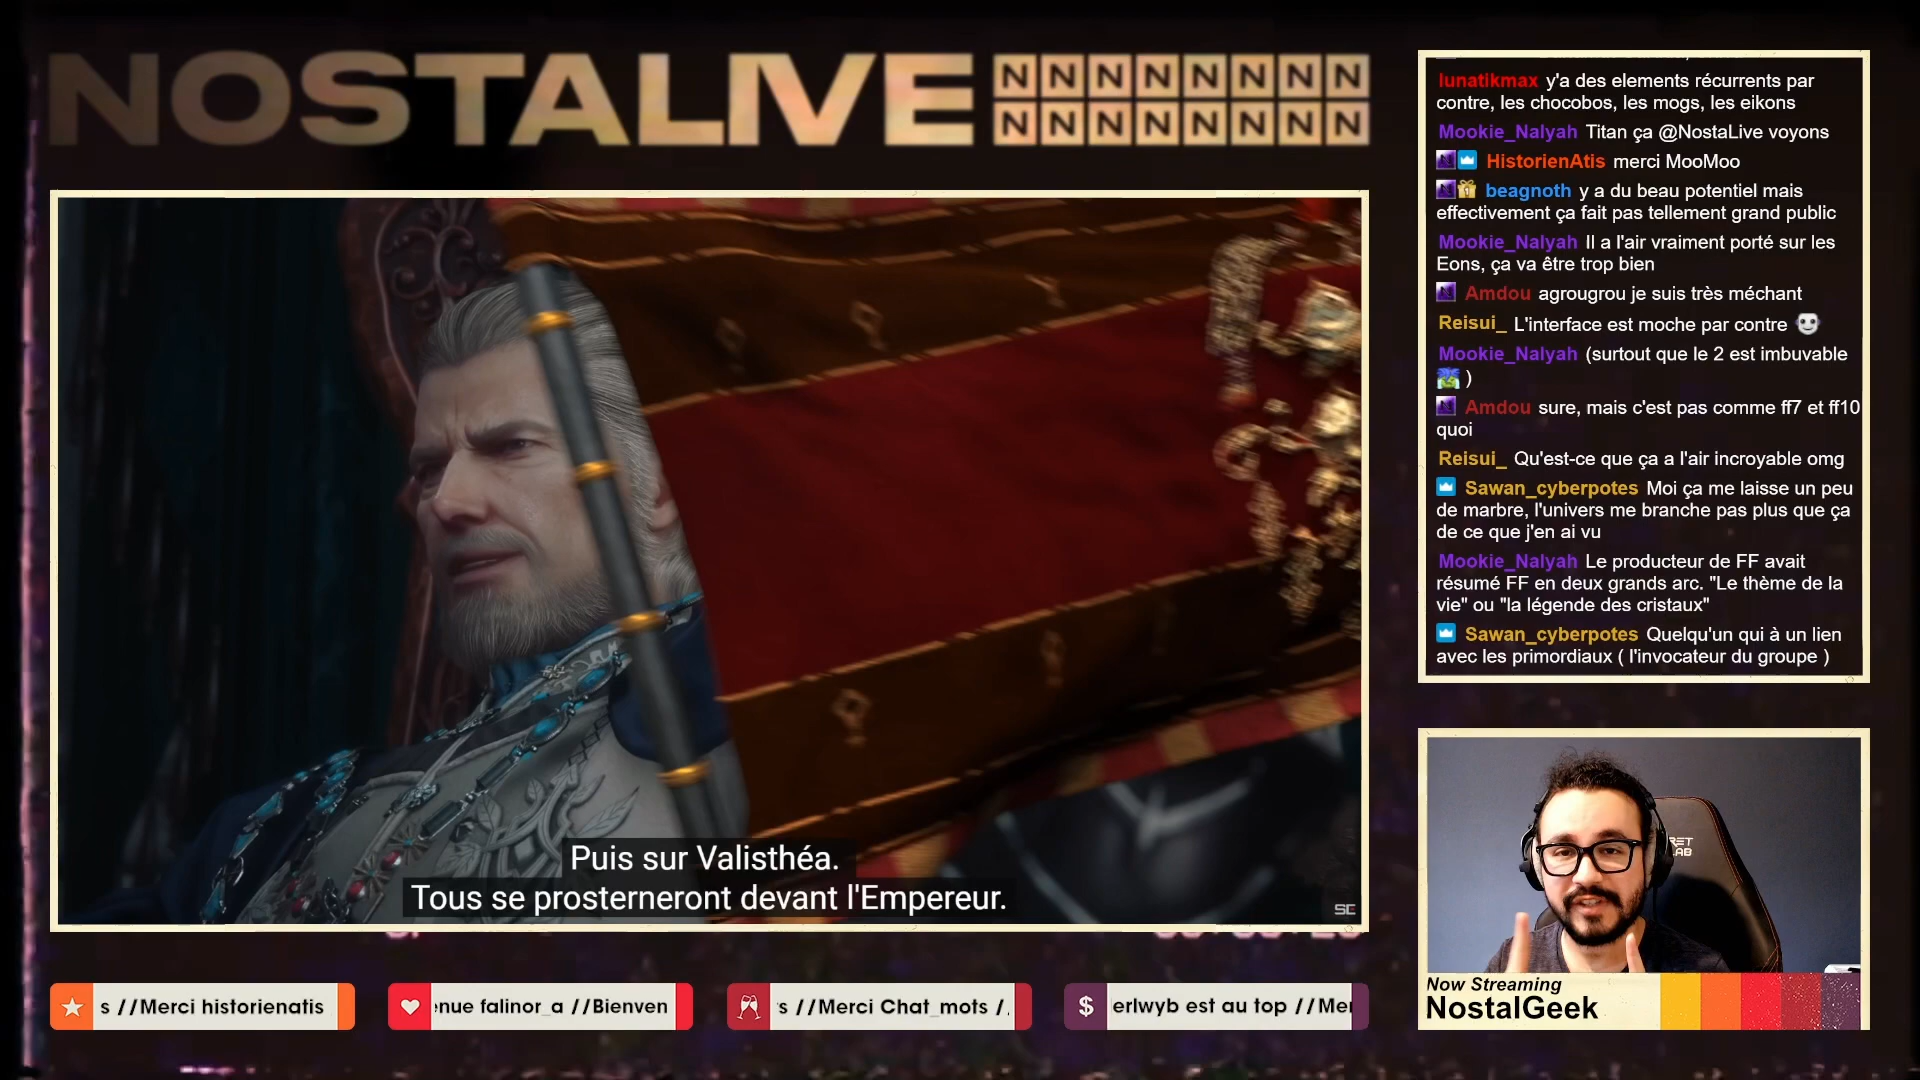 NOSTALIVE
N N N N N N N N
N N N N N N N N
lunatikmax y'a des elements récurrents par
contre, les chocobos, les mogs, les eikons
Mookie_Nalyah Titan ça @NostaLive voyons
HistorienAtis merci MooMoo
beagnoth y a du beau potentiel mais
effectivement ça fait pas tellement grand public
Mookie_Nalyah Il a l'air vraiment porté sur les
Eons, ça va être trop bien
Amdou agrougrou je suis très méchant
Reisui_ L'interface est moche par contre
Mookie_Nalyah (surtout que le 2 est imbuvable
)
Amdou sure, mais c'est pas comme ff7 et ff10
quoi
Reisui_ Qu'est-ce que ça a l'air incroyable omg
Sawan_cyberpotes Moi ça me laisse un peu
de marbre, l'univers me branche pas plus que ça
de ce que j'en ai vu
Mookie_Nalyah Le producteur de FF avait
résumé FF en deux grands arc. "Le thème de la
vie" ou "la légende des cristaux"
Sawan_cyberpotes Quelqu'un qui à un lien
avec les primordiaux ( l'invocateur du groupe )
Puis sur Valisthéa.
Tous se prosterneront devant l'Empereur.
SE
Now Streaming
NostalGeek
s //Merci historienatis
enue falinor_a //Bienven
s //Merci Chat_mots /
$ erlwyb est au top //Mer